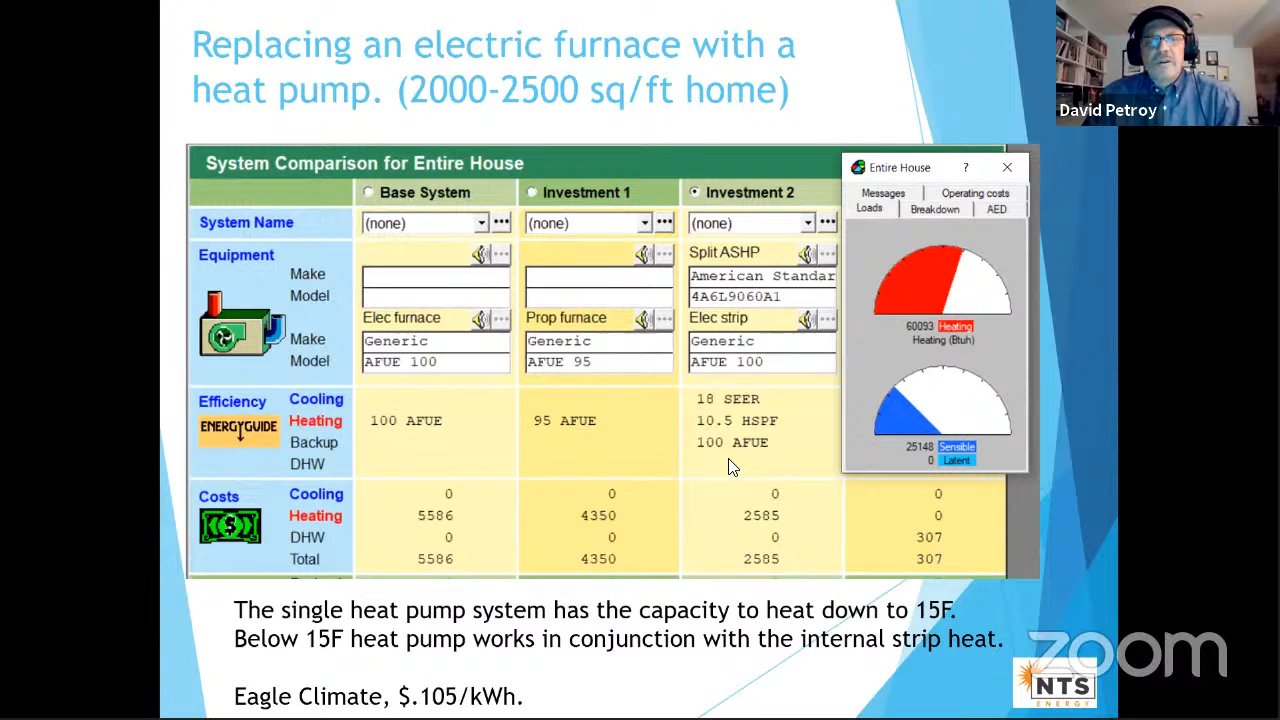 Replacing an electric furnace with a
heat pump. (2000-2500 sq/ft home)
David Petroy
System Comparison for Entire House
Base System Investment 1 Investment 2
System Name (none) (none) (none)
Equipment Split ASHP
Make American Standar
Model 4A6L9060A1
Elec furnace Prop furnace Elec strip
Make Generic Generic Generic
Model AFUE 100 AFUE 95 AFUE 100
Efficiency Cooling 18 SEER
Heating 100 AFUE 95 AFUE 10.5 HSPF
ENERGYGUIDE
Backup 100 AFUE
DHW
Costs Cooling 0 0 0 0
Heating 5586 4350 2585 0
DHW 0 0 0 307
Total 5586 4350 2585 307
Entire House ?
Messages Operating costs
Loads Breakdown AED
60093 Heating
Heating (Btuh)
25148 Sensible
0 Latent
The single heat pump system has the capacity to heat down to 15F.
Below 15F heat pump works in conjunction with the internal strip heat.
Eagle Climate, $.105/kWh.
zoom
NTS
ENERGY